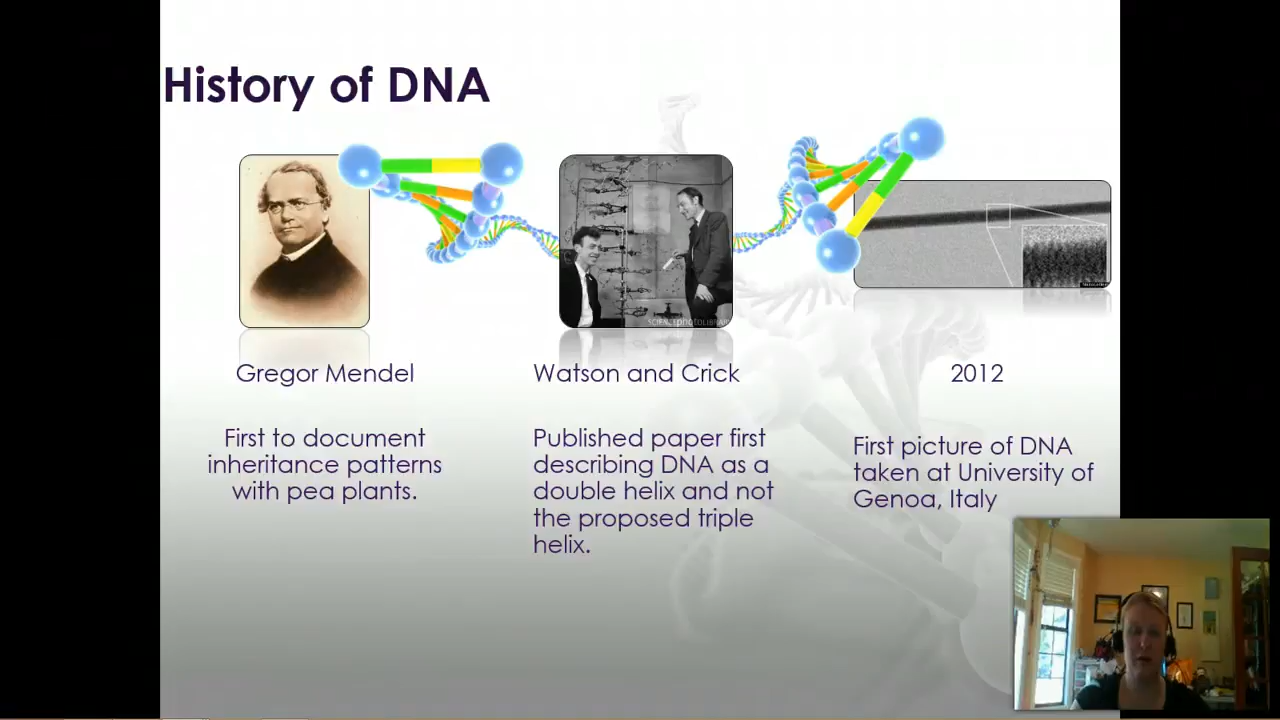 History of DNA
SCIENCEPHOTOLIBRARY
Gregor Mendel
Watson and Crick
2012
First to document
inheritance patterns
with pea plants.
Published paper first
describing DNA as a
double helix and not
the proposed triple
helix.
First picture of DNA
taken at University of
Genoa, Italy